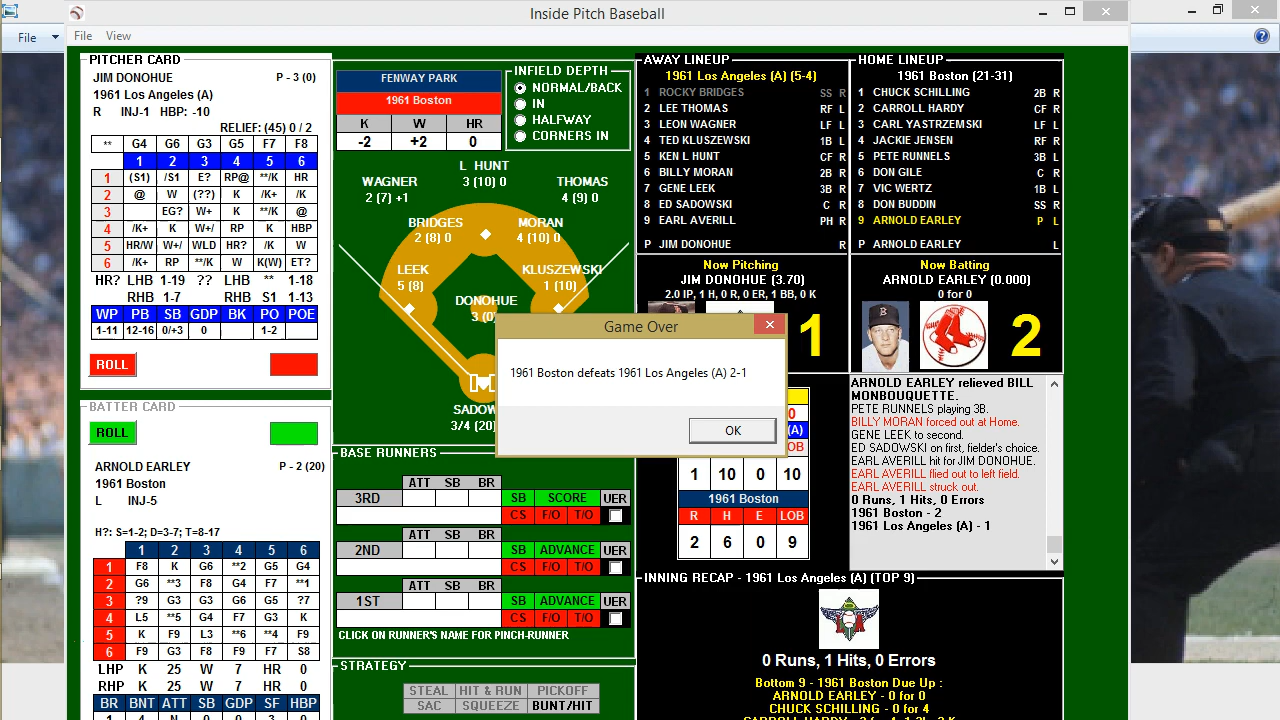 Inside Pitch Baseball
File
File View
PITCHER CARD
JIM DONOHUE P - 3 (0)
1961 Los Angeles (A)
R INJ-1 HBP: -10
RELIEF: (45) 0 / 2
** G4 G6 G3 G5 F7 F8
1 2 3 4 5 6
1 (S1) /S1 E? RP@ **/K HR
2 @ W (??) K /K+ /K
3 EG? W+ K **/K @
4 /K+ K W+/ RP K HBP
5 HR/W W+/ WLD HR? /K W
6 /K+ RP **/K W K(W) ET?
HR? LHB 1-19 ?? LHB ** 1-18
RHB 1-7 RHB S1 1-13
WP PB SB GDP BK PO POE
1-11 12-16 0/+3 0 1-2
ROLL
BATTER CARD
ROLL
ARNOLD EARLEY P - 2 (20)
1961 Boston
L INJ-5
H?: S=1-2; D=3-7; T=8-17
1 2 3 4 5 6
1 F8 K G6 **2 G5 G4
2 G6 **3 F8 G4 F7 **1
3 ?9 G3 G3 G6 G5 ?7
4 L5 **5 G4 F7 G3 K
5 K F9 L3 **6 **4 F9
6 G3 F8 F9 F9 F7 S8
LHP K 25 W 7 HR 0
RHP K 25 W 7 HR 0
BR BNT ATT SB GDP SF HBP
1 4 N 0 0 3 0
FENWAY PARK
1961 Boston
K W HR
-2 +2 0
INFIELD DEPTH
NORMAL/BACK
IN
HALFWAY
CORNERS IN
L HUNT
3 (10) 0
WAGNER
2 (7) +1
THOMAS
4 (9) 0
BRIDGES
2 (8) 0
MORAN
4 (10) 0
LEEK
5 (8)
KLUSZEWSKI
1 (10)
DONOHUE
3 (0)
SADOW
3/4 (20)
Game Over
1961 Boston defeats 1961 Los Angeles (A) 2-1
OK
BASE RUNNERS
ATT SB BR
3RD SB SCORE UER
CS F/O T/O
ATT SB BR
2ND SB ADVANCE UER
CS F/O T/O
ATT SB BR
1ST SB ADVANCE UER
CS F/O T/O
CLICK ON RUNNER'S NAME FOR PINCH-RUNNER
STRATEGY
STEAL HIT & RUN PICKOFF
SAC SQUEEZE BUNT/HIT
AWAY LINEUP
1961 Los Angeles (A) (5-4)
1 ROCKY BRIDGES SS R
2 LEE THOMAS RF L
3 LEON WAGNER LF L
4 TED KLUSZEWSKI 1B L
5 KEN L HUNT CF R
6 BILLY MORAN 2B R
7 GENE LEEK 3B R
8 ED SADOWSKI C R
9 EARL AVERILL PH R
P JIM DONOHUE R
HOME LINEUP
1961 Boston (21-31)
1 CHUCK SCHILLING 2B R
2 CARROLL HARDY CF R
3 CARL YASTRZEMSKI LF L
4 JACKIE JENSEN RF R
5 PETE RUNNELS 3B L
6 DON GILE C R
7 VIC WERTZ 1B L
8 DON BUDDIN SS R
9 ARNOLD EARLEY P L
P ARNOLD EARLEY L
Now Pitching
JIM DONOHUE (3.70)
2.0 IP, 1 H, 0 R, 0 ER, 1 BB, 0 K
1
Now Batting
ARNOLD EARLEY (0.000)
0 for 0
B
2
0
(A)
OB
1 10 0 10
1961 Boston
R H E LOB
2 6 0 9
ARNOLD EARLEY relieved BILL
MONBOUQUETTE.
PETE RUNNELS playing 3B.
BILLY MORAN forced out at Home.
GENE LEEK to second.
ED SADOWSKI on first, fielder's choice.
EARL AVERILL hit for JIM DONOHUE.
EARL AVERILL flied out to left field.
EARL AVERILL struck out.
0 Runs, 1 Hits, 0 Errors
1961 Boston - 2
1961 Los Angeles (A) - 1
INNING RECAP - 1961 Los Angeles (A) (TOP 9)
0 Runs, 1 Hits, 0 Errors
Bottom 9 - 1961 Boston Due Up :
ARNOLD EARLEY - 0 for 0
CHUCK SCHILLING - 0 for 4